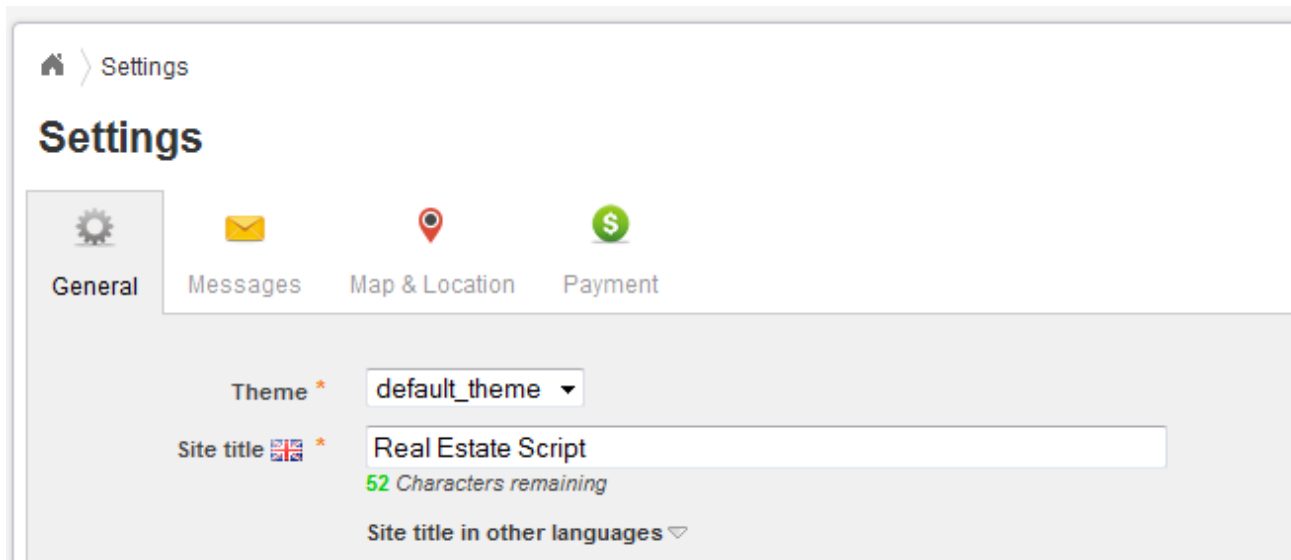 Settings
Settings
General Messages Map & Location Payment
Theme * default_theme
Site title * Real Estate Script
52 Characters remaining
Site title in other languages